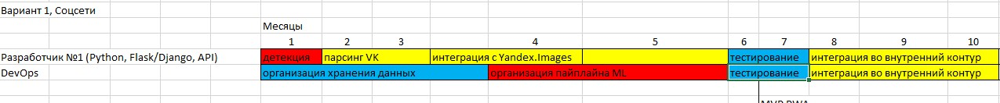 Вариант 1, Соцсети
Месяцы
1 2 3 4 5 6 7 8 9 10
Разработчик №1 (Python, Flask/Django, API) детекция парсинг VK интеграция с Yandex.Images тестирование интеграция во внутренний контур
DevOps организация хранения данных организация пайплайна ML тестирование интеграция во внутренний контур